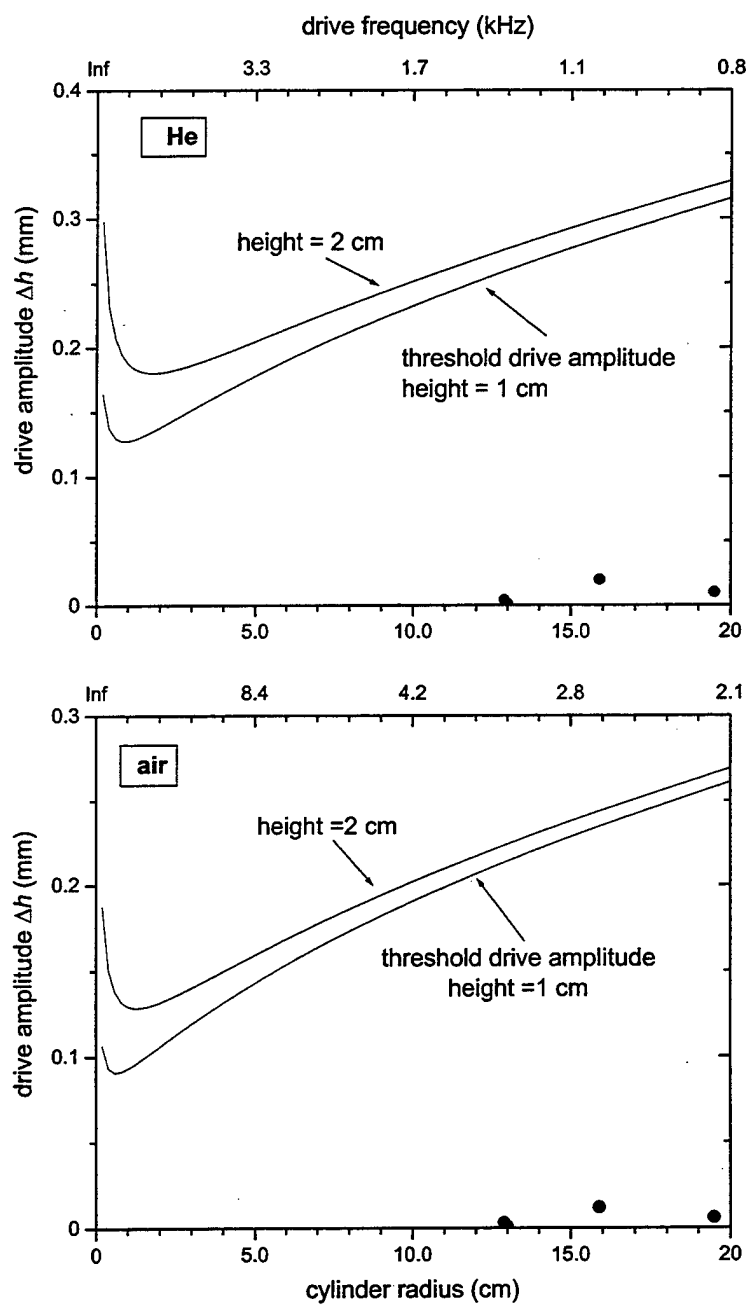 drive frequency (kHz)
Inf 3.3 1.7 1.1 0.8
0.4
He
0.3
height = 2 cm
drive amplitude Δh (mm)
0.2
threshold drive amplitude
height = 1 cm
0.1
0
0 5.0 10.0 15.0 20
Inf 8.4 4.2 2.8 2.1
0.3
air
height =2 cm
drive amplitude Δh (mm)
0.2
threshold drive amplitude
height =1 cm
0.1
0
0 5.0 10.0 15.0 20
cylinder radius (cm)